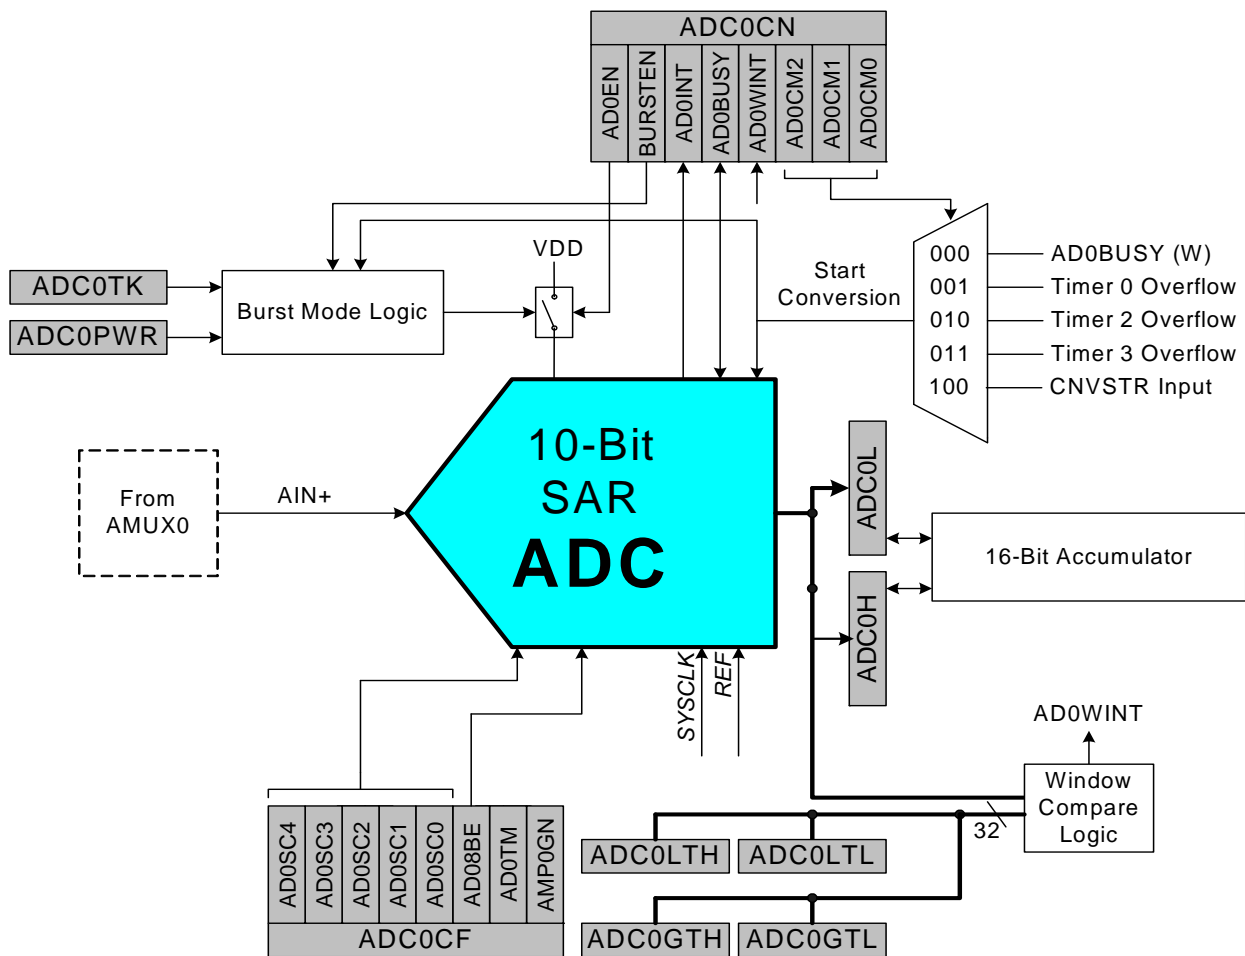 ADC0CN
AD0EN
BURSTEN
AD0INT
AD0BUSY
AD0WINT
AD0CM2
AD0CM1
AD0CM0
VDD
ADC0TK
ADC0PWR
Burst Mode Logic
Start
Conversion
000
001
010
011
100
AD0BUSY (W)
Timer 0 Overflow
Timer 2 Overflow
Timer 3 Overflow
CNVSTR Input
From
AMUX0
AIN+
10-Bit
SAR
ADC
ADC0L
ADC0H
16-Bit Accumulator
SYSCLK
REF
AD0WINT
Window
Compare
Logic
32
AD0SC4
AD0SC3
AD0SC2
AD0SC1
AD0SC0
AD08BE
AD0TM
AMP0GN
ADC0CF
ADC0LTH
ADC0LTL
ADC0GTH
ADC0GTL